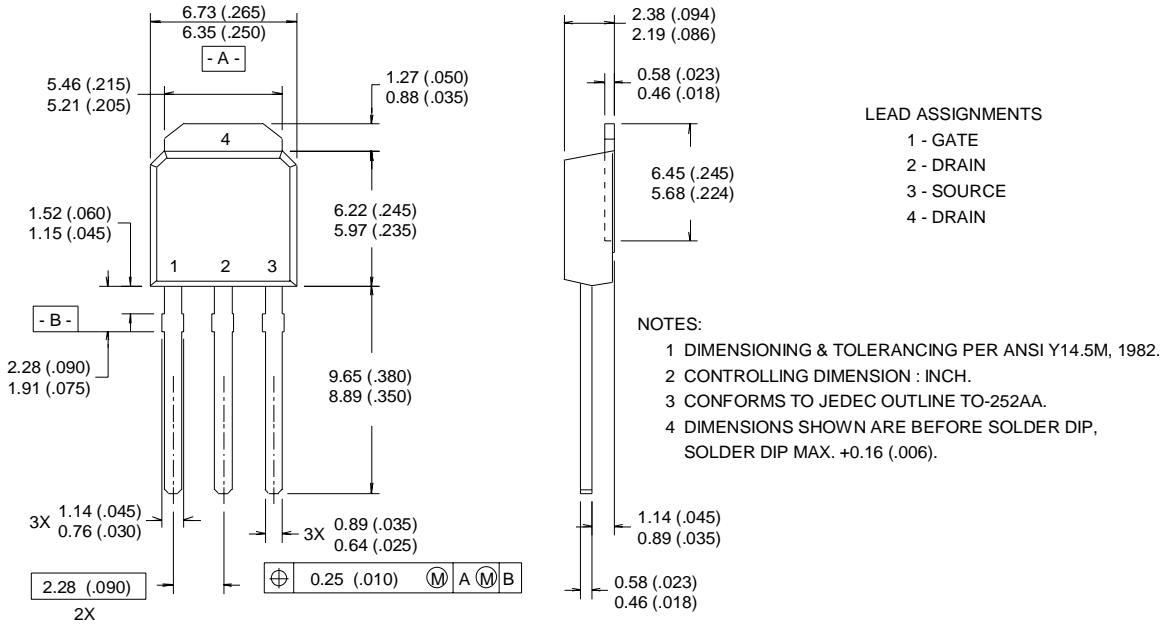 6.73 (.265)
6.35 (.250)
- A -
5.46 (.215)
5.21 (.205)
1.27 (.050)
0.88 (.035)
4
1.52 (.060)
1.15 (.045)
6.22 (.245)
5.97 (.235)
1 2 3
- B -
2.28 (.090)
1.91 (.075)
9.65 (.380)
8.89 (.350)
3X 1.14 (.045)
0.76 (.030)
3X 0.89 (.035)
0.64 (.025)
2.28 (.090)
2X
0.25 (.010) M A M B
2.38 (.094)
2.19 (.086)
0.58 (.023)
0.46 (.018)
6.45 (.245)
5.68 (.224)
1.14 (.045)
0.89 (.035)
0.58 (.023)
0.46 (.018)
LEAD ASSIGNMENTS
1 - GATE
2 - DRAIN
3 - SOURCE
4 - DRAIN
NOTES:
1 DIMENSIONING & TOLERANCING PER ANSI Y14.5M, 1982.
2 CONTROLLING DIMENSION : INCH.
3 CONFORMS TO JEDEC OUTLINE TO-252AA.
4 DIMENSIONS SHOWN ARE BEFORE SOLDER DIP,
SOLDER DIP MAX. +0.16 (.006).